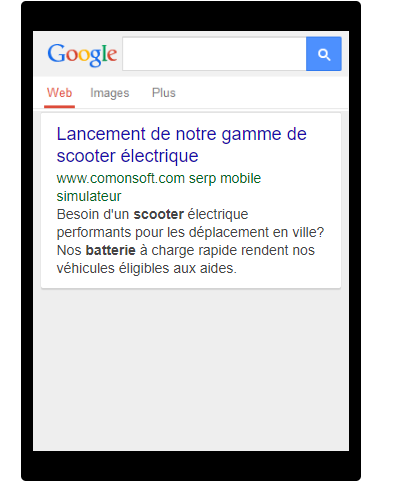 Google
Web Images Plus
Lancement de notre gamme de
scooter électrique
www.comonsoft.com serp mobile
simulateur
Besoin d'un scooter électrique
performants pour les déplacement en ville?
Nos batterie à charge rapide rendent nos
véhicules éligibles aux aides.